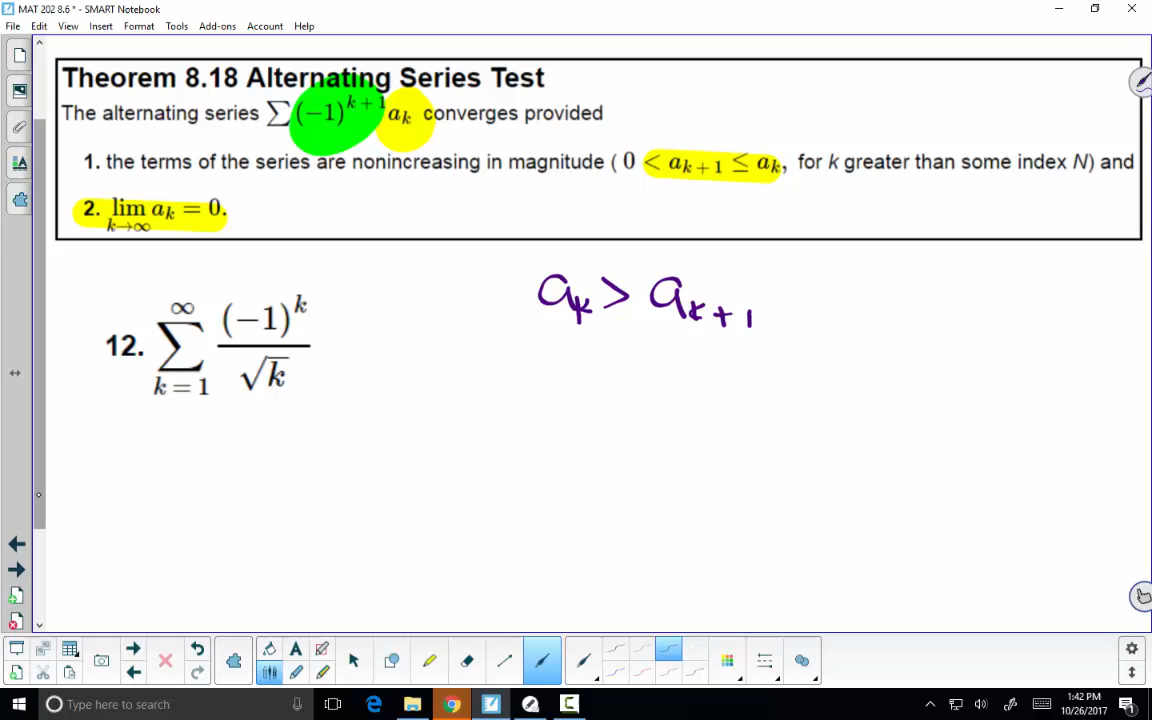 MAT 202 8.6 * - SMART Notebook
File Edit View Insert Format Tools Add-ons Account Help
Theorem 8.18 Alternating Series Test
The alternating series ∑(−1)^{k+1} a_k converges provided
1. the terms of the series are nonincreasing in magnitude ( 0 < a_{k+1} ≤ a_k, for k greater than some index N) and
2. lim_{k→∞} a_k = 0.
a_k > a_{k+1}
12. ∑_{k=1}^{∞} (−1)^k / √k
Type here to search
1:42 PM
10/26/2017
1